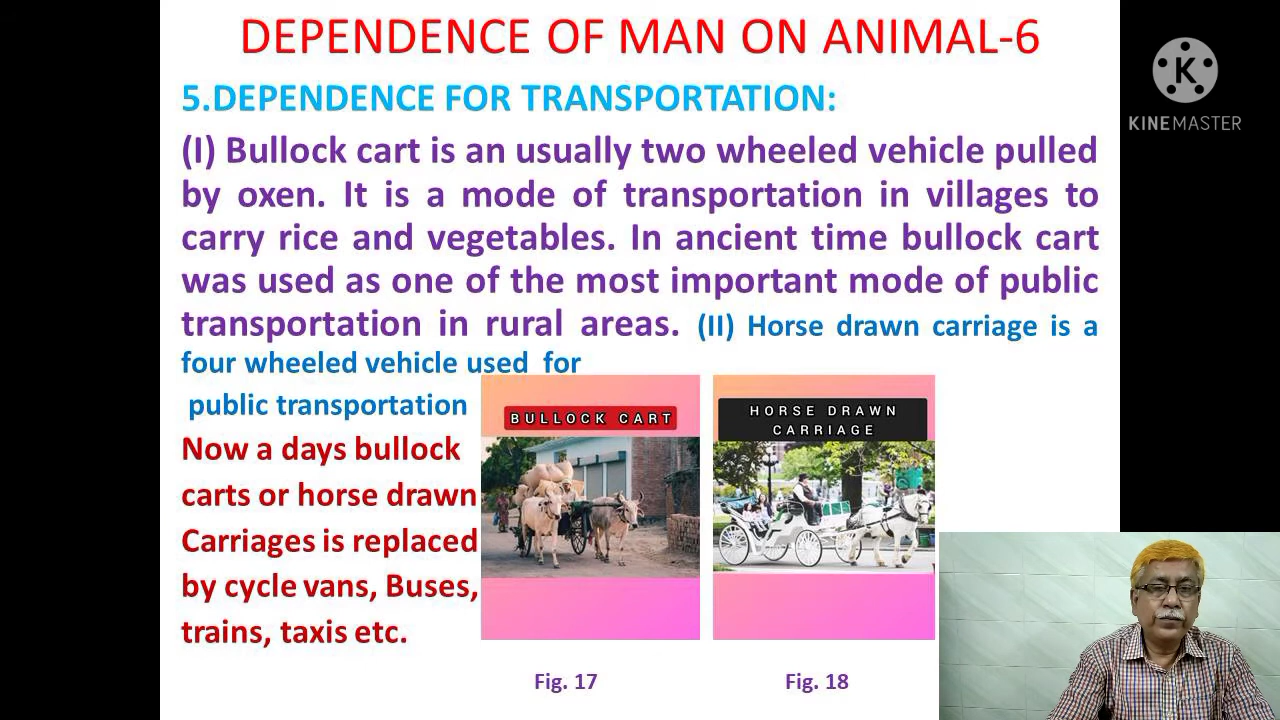 DEPENDENCE OF MAN ON ANIMAL-6
K
KINEMASTER
5.DEPENDENCE FOR TRANSPORTATION:
(I) Bullock cart is an usually two wheeled vehicle pulled
by oxen. It is a mode of transportation in villages to
carry rice and vegetables. In ancient time bullock cart
was used as one of the most important mode of public
transportation in rural areas. (II) Horse drawn carriage is a
four wheeled vehicle used for
public transportation
Now a days bullock
carts or horse drawn
Carriages is replaced
by cycle vans, Buses,
trains, taxis etc.
BULLOCK CART
HORSE DRAWN
CARRIAGE
Fig. 17
Fig. 18